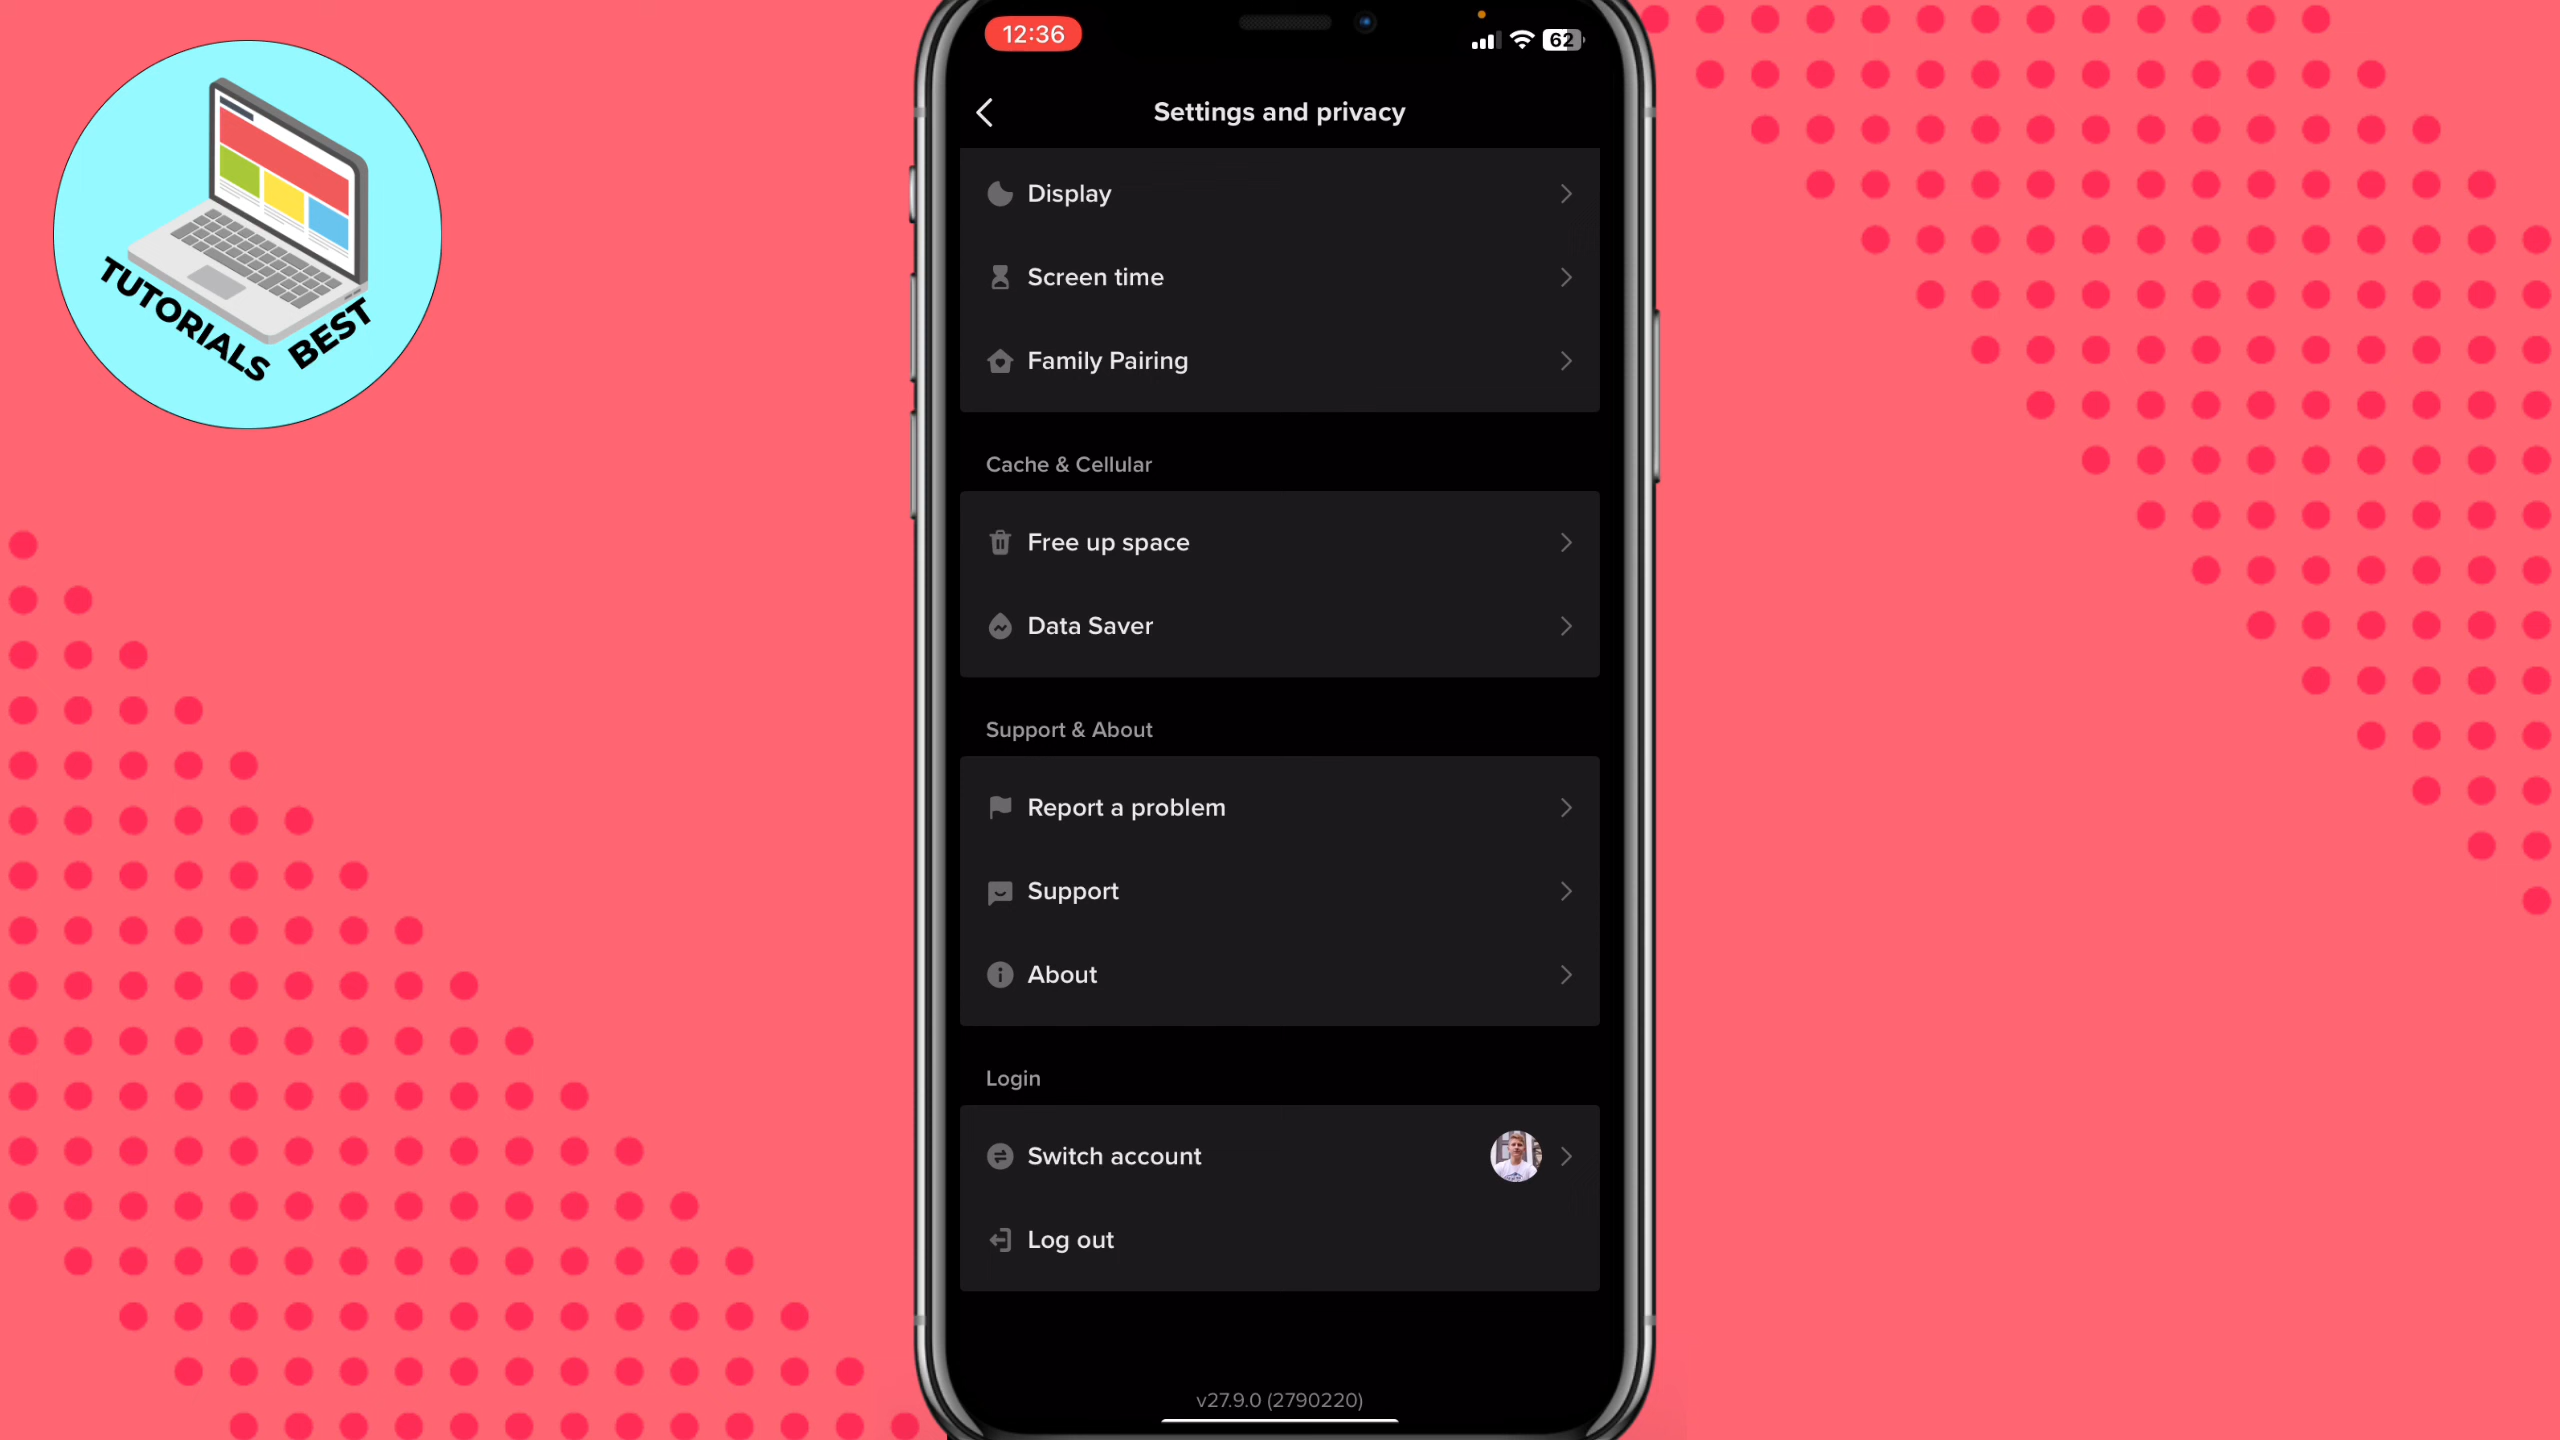 TUTORIALS BEST
12:36
62
Settings and privacy
Display
Screen time
Family Pairing
Cache & Cellular
Free up space
Data Saver
Support & About
Report a problem
Support
About
Login
Switch account
Log out
v27.9.0 (2790220)